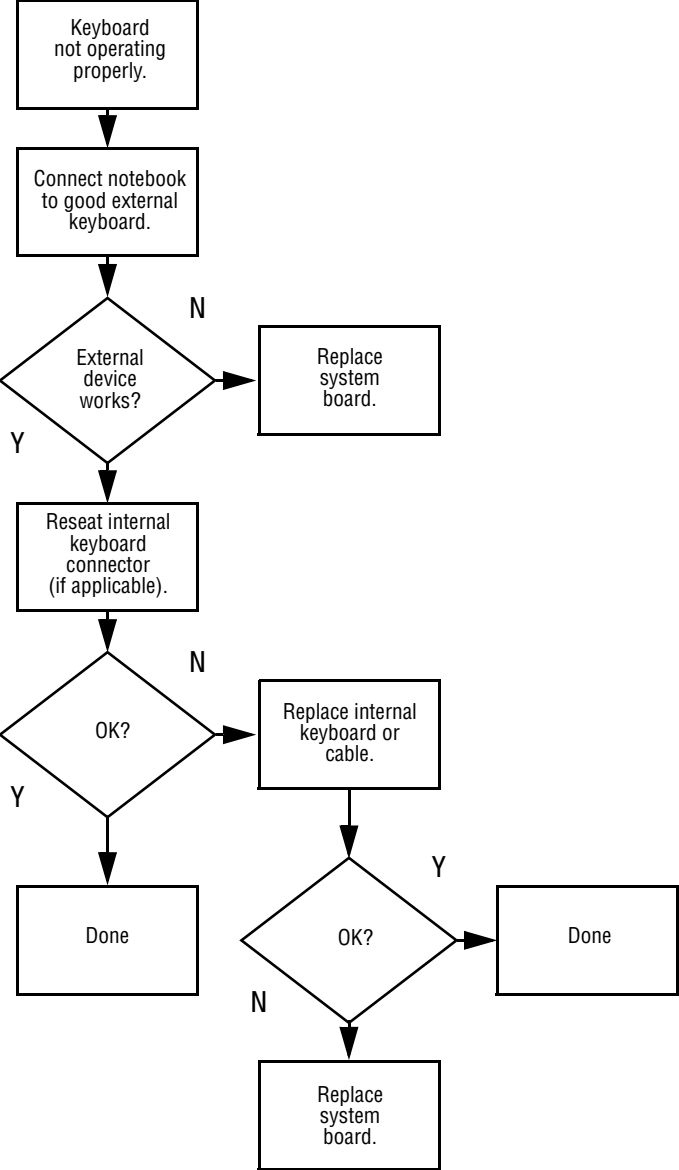 Keyboard
not operating
properly.
Connect notebook
to good external
keyboard.
N
External
device
works?
Replace
system
board.
Y
Reseat internal
keyboard
connector
(if applicable).
N
OK?
Replace internal
keyboard or
cable.
Y
Y
Done
OK?
Done
N
Replace
system
board.